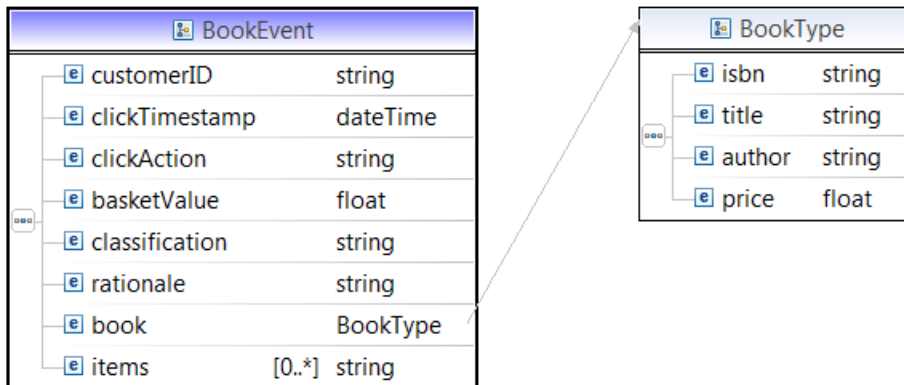 BookEvent
e customerID string
e clickTimestamp dateTime
e clickAction string
e basketValue float
e classification string
e rationale string
e book BookType
e items [0..*] string
BookType
e isbn string
e title string
e author string
e price float